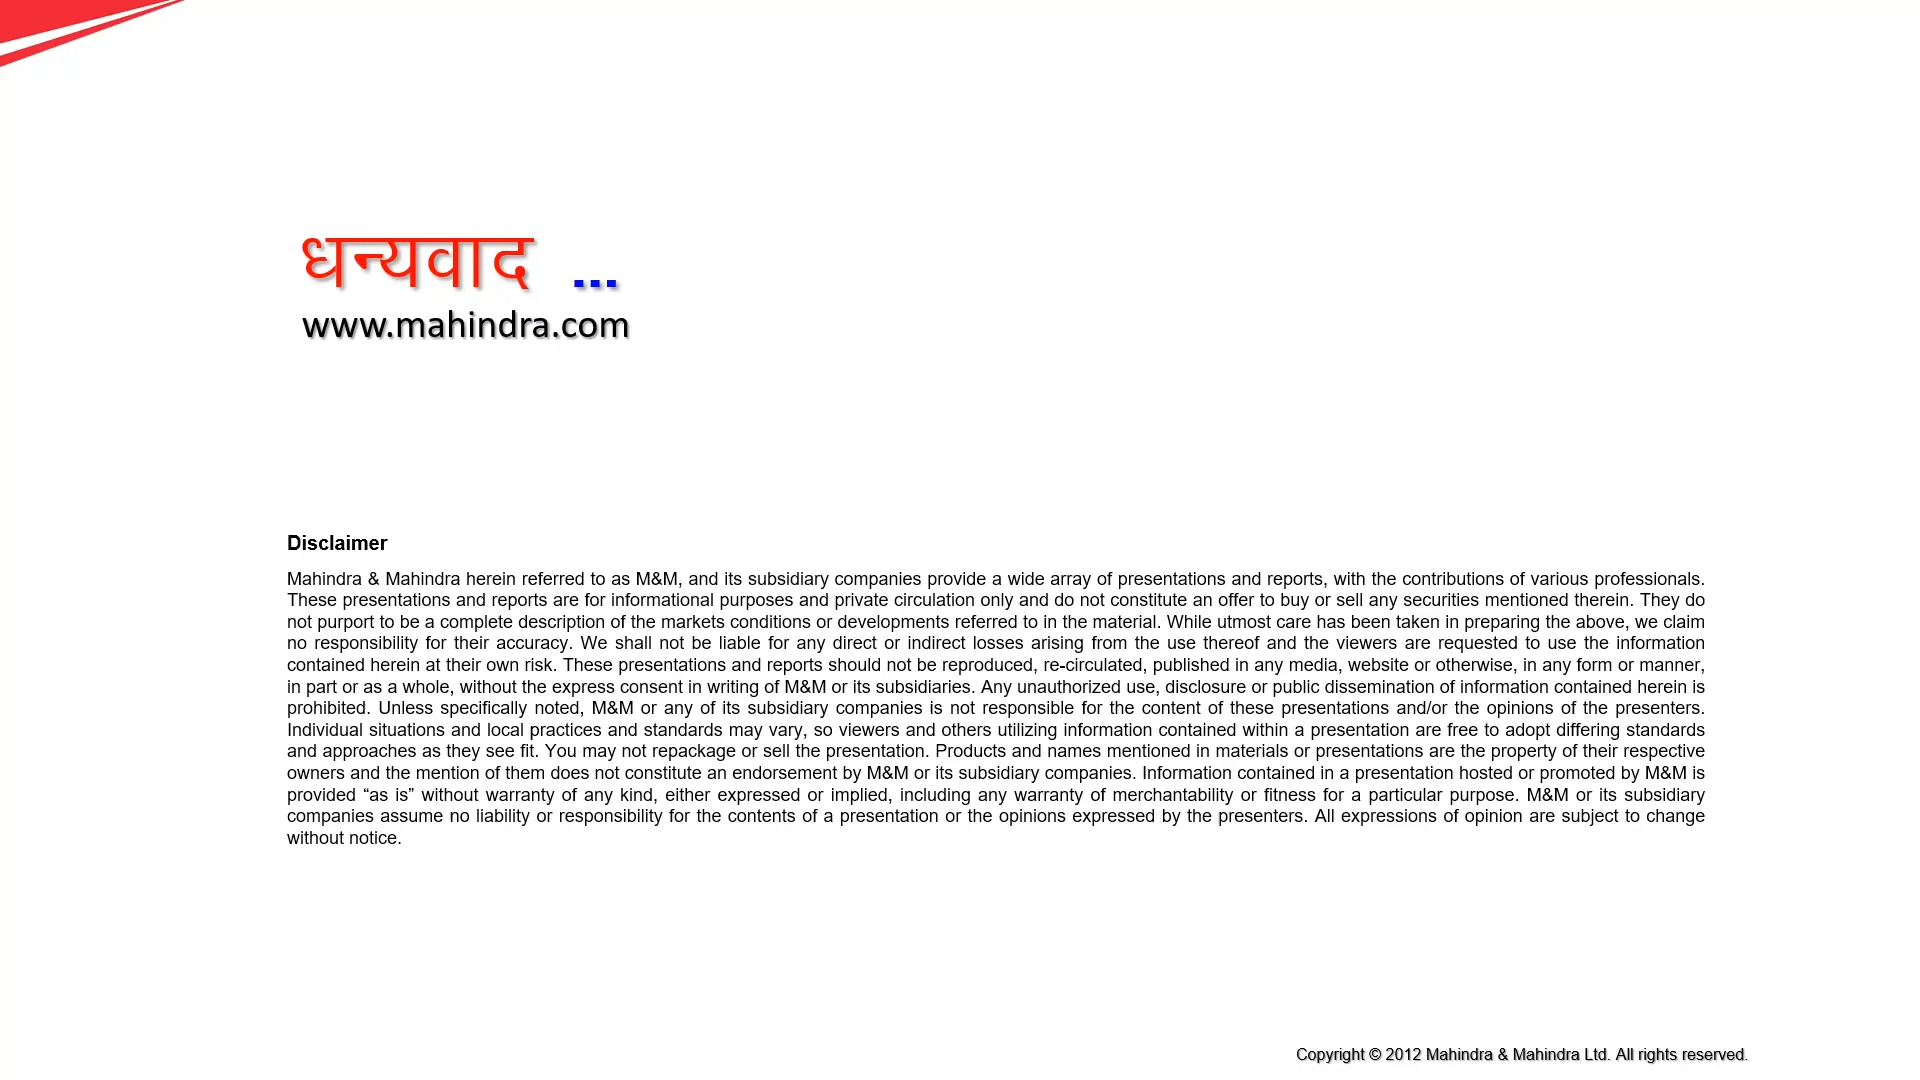 धन्यवाद ...
www.mahindra.com
Disclaimer
Mahindra & Mahindra herein referred to as M&M, and its subsidiary companies provide a wide array of presentations and reports, with the contributions of various professionals.
These presentations and reports are for informational purposes and private circulation only and do not constitute an offer to buy or sell any securities mentioned therein. They do
not purport to be a complete description of the markets conditions or developments referred to in the material. While utmost care has been taken in preparing the above, we claim
no responsibility for their accuracy. We shall not be liable for any direct or indirect losses arising from the use thereof and the viewers are requested to use the information
contained herein at their own risk. These presentations and reports should not be reproduced, re-circulated, published in any media, website or otherwise, in any form or manner,
in part or as a whole, without the express consent in writing of M&M or its subsidiaries. Any unauthorized use, disclosure or public dissemination of information contained herein is
prohibited. Unless specifically noted, M&M or any of its subsidiary companies is not responsible for the content of these presentations and/or the opinions of the presenters.
Individual situations and local practices and standards may vary, so viewers and others utilizing information contained within a presentation are free to adopt differing standards
and approaches as they see fit. You may not repackage or sell the presentation. Products and names mentioned in materials or presentations are the property of their respective
owners and the mention of them does not constitute an endorsement by M&M or its subsidiary companies. Information contained in a presentation hosted or promoted by M&M is
provided “as is” without warranty of any kind, either expressed or implied, including any warranty of merchantability or fitness for a particular purpose. M&M or its subsidiary
companies assume no liability or responsibility for the contents of a presentation or the opinions expressed by the presenters. All expressions of opinion are subject to change
without notice.
Copyright © 2012 Mahindra & Mahindra Ltd. All rights reserved.